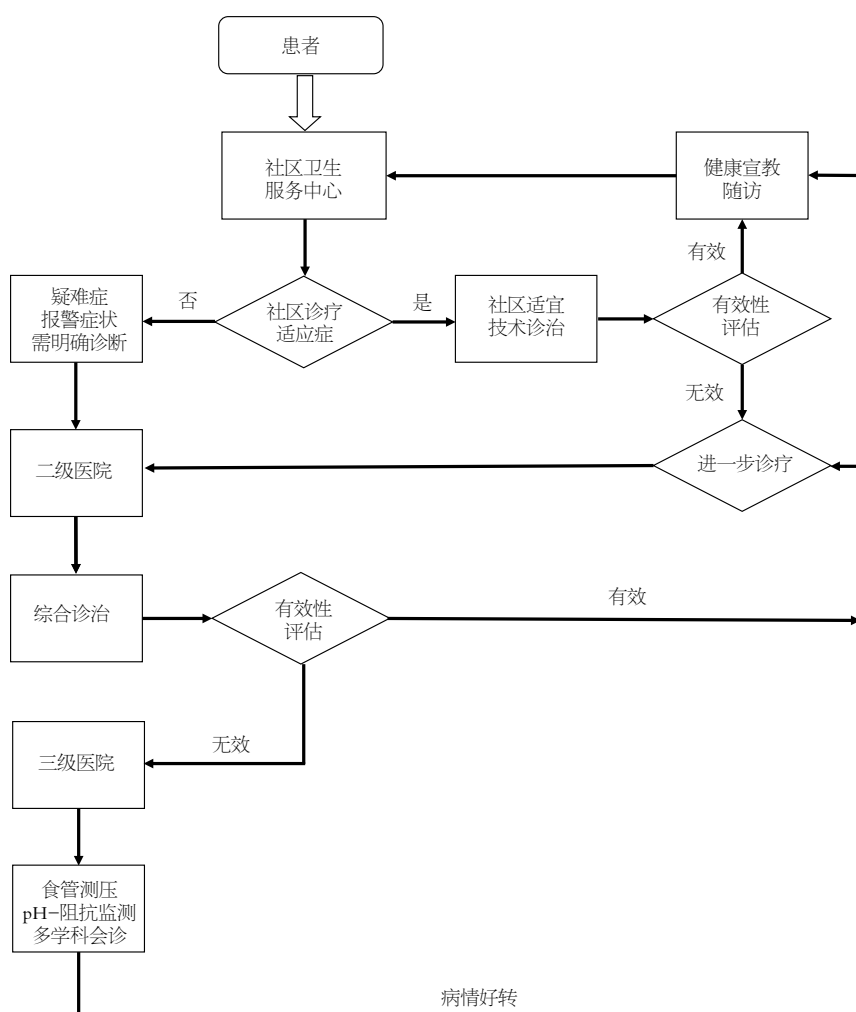 患者
社区卫生
服务中心
健康宣教
随访
有效
疑难症
报警症状
需明确诊断
否
社区诊疗
适应症
是
社区适宜
技术诊治
有效性
评估
无效
二级医院
进一步诊疗
综合诊治
有效性
评估
有效
三级医院
无效
食管测压
pH-阻抗监测
多学科会诊
病情好转